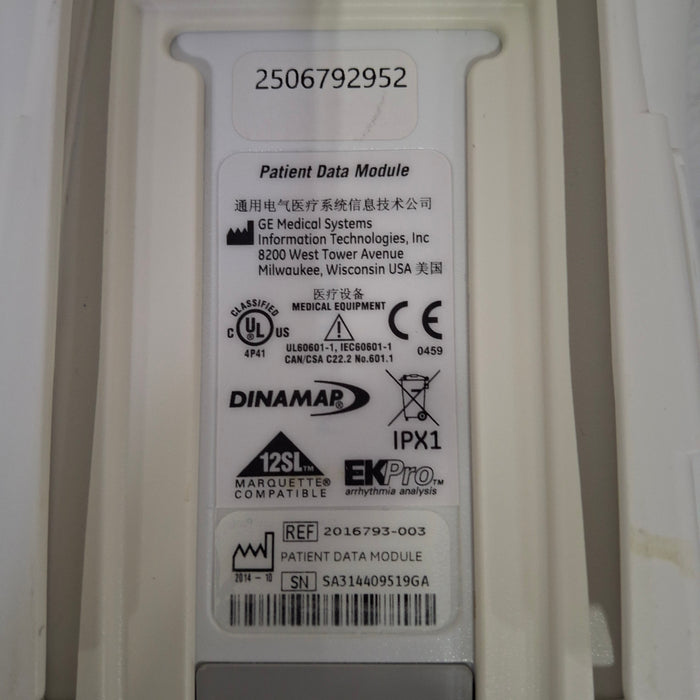 2506792952
Patient Data Module
通用电气医疗系统信息技术公司
GE Medical Systems
Information Technologies, Inc
8200 West Tower Avenue
Milwaukee, Wisconsin USA 美国
医疗设备
MEDICAL EQUIPMENT
CLASSIFIED
C UL US
4P41
UL60601-1, IEC60601-1
CAN/CSA C22.2 No.601.1
CE
0459
DINAMAP®
IPX1
12SL™
MARQUETTE®
COMPATIBLE
EKPro™
arrhythmia analysis
REF 2016793-003
PATIENT DATA MODULE
2014-10
SN SA314409519GA